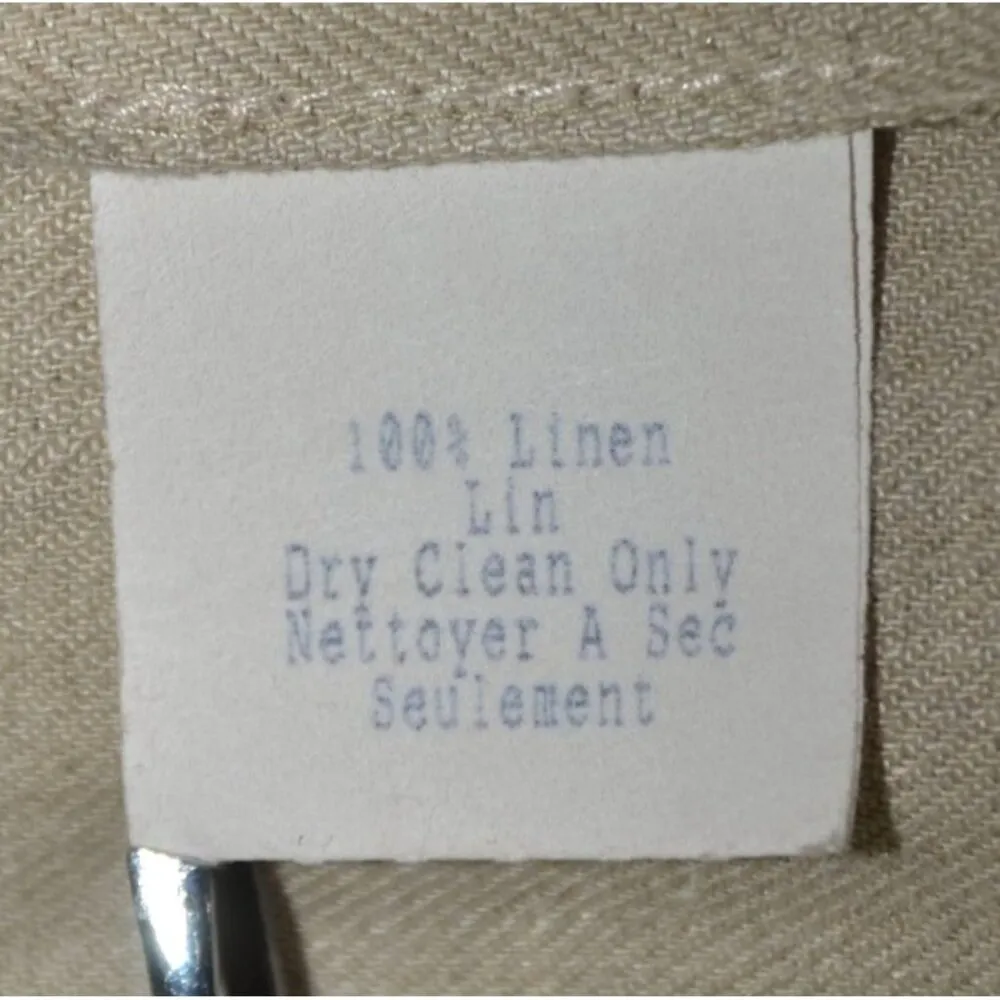 100% Linen
Lin
Dry Clean Only
Nettoyer A Sec
Seulement